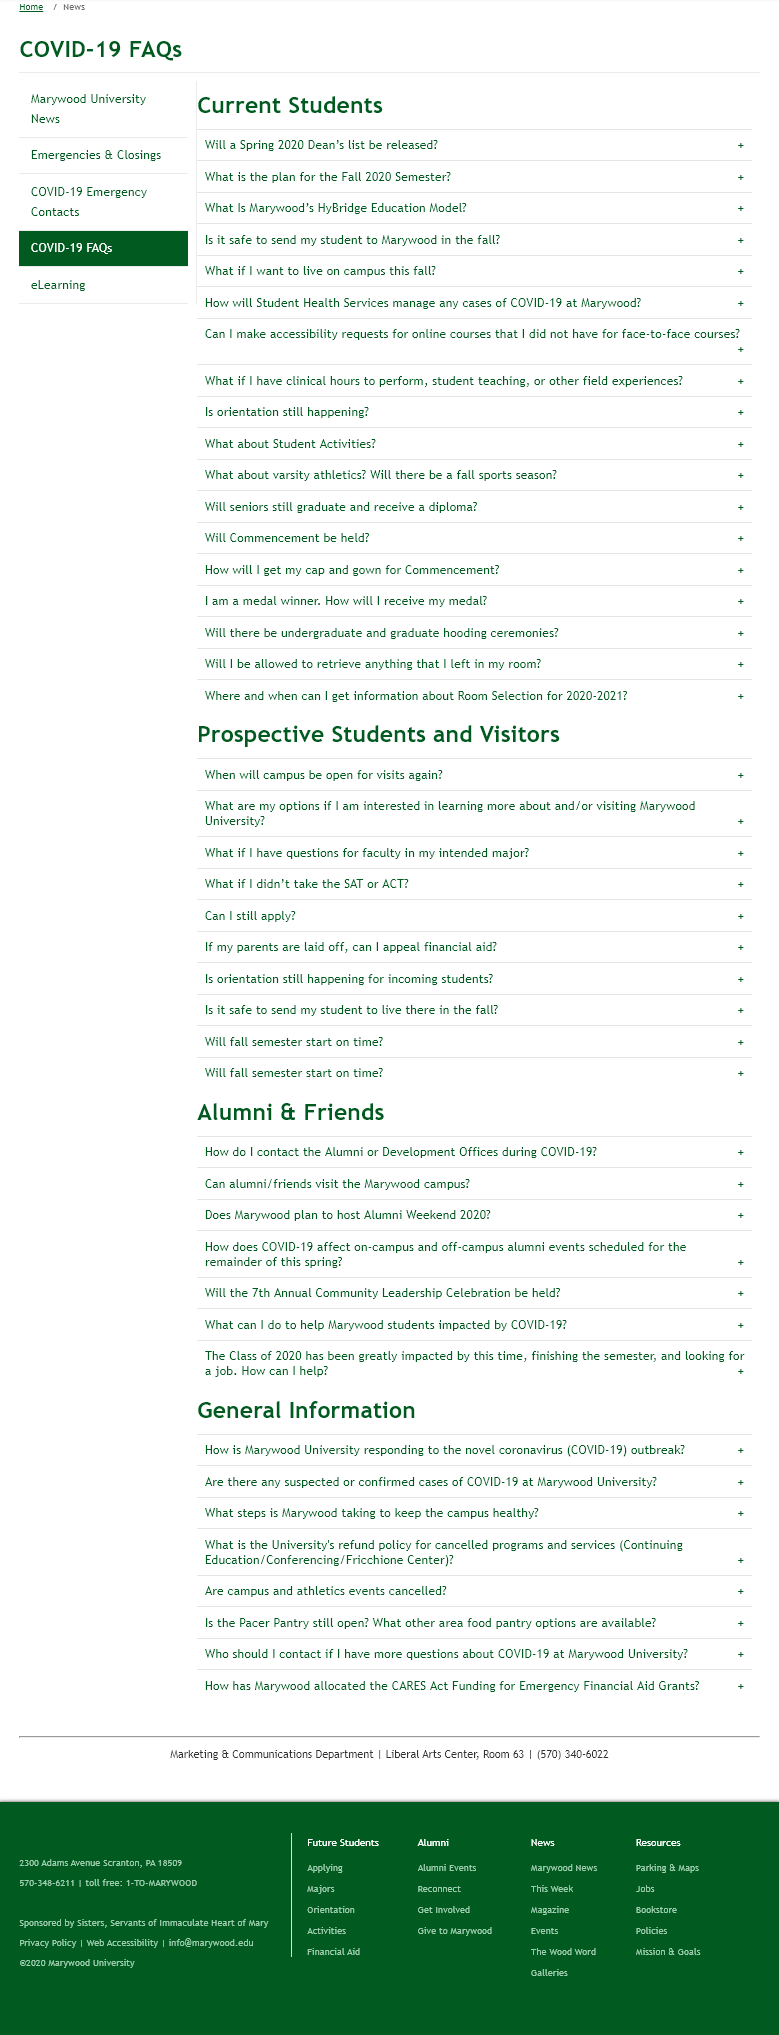 Home / News
COVID-19 FAQs
Marywood University
News
Emergencies & Closings
COVID-19 Emergency
Contacts
COVID-19 FAQs
eLearning
Current Students
Will a Spring 2020 Dean’s list be released? +
What is the plan for the Fall 2020 Semester? +
What Is Marywood’s HyBridge Education Model? +
Is it safe to send my student to Marywood in the fall? +
What if I want to live on campus this fall? +
How will Student Health Services manage any cases of COVID-19 at Marywood? +
Can I make accessibility requests for online courses that I did not have for face-to-face courses?
+
What if I have clinical hours to perform, student teaching, or other field experiences? +
Is orientation still happening? +
What about Student Activities? +
What about varsity athletics? Will there be a fall sports season? +
Will seniors still graduate and receive a diploma? +
Will Commencement be held? +
How will I get my cap and gown for Commencement? +
I am a medal winner. How will I receive my medal? +
Will there be undergraduate and graduate hooding ceremonies? +
Will I be allowed to retrieve anything that I left in my room? +
Where and when can I get information about Room Selection for 2020-2021? +
Prospective Students and Visitors
When will campus be open for visits again? +
What are my options if I am interested in learning more about and/or visiting Marywood
University? +
What if I have questions for faculty in my intended major? +
What if I didn’t take the SAT or ACT? +
Can I still apply? +
If my parents are laid off, can I appeal financial aid? +
Is orientation still happening for incoming students? +
Is it safe to send my student to live there in the fall? +
Will fall semester start on time? +
Will fall semester start on time? +
Alumni & Friends
How do I contact the Alumni or Development Offices during COVID-19? +
Can alumni/friends visit the Marywood campus? +
Does Marywood plan to host Alumni Weekend 2020? +
How does COVID-19 affect on-campus and off-campus alumni events scheduled for the
remainder of this spring? +
Will the 7th Annual Community Leadership Celebration be held? +
What can I do to help Marywood students impacted by COVID-19? +
The Class of 2020 has been greatly impacted by this time, finishing the semester, and looking for
a job. How can I help? +
General Information
How is Marywood University responding to the novel coronavirus (COVID-19) outbreak? +
Are there any suspected or confirmed cases of COVID-19 at Marywood University? +
What steps is Marywood taking to keep the campus healthy? +
What is the University's refund policy for cancelled programs and services (Continuing
Education/Conferencing/Fricchione Center)? +
Are campus and athletics events cancelled? +
Is the Pacer Pantry still open? What other area food pantry options are available? +
Who should I contact if I have more questions about COVID-19 at Marywood University? +
How has Marywood allocated the CARES Act Funding for Emergency Financial Aid Grants? +
Marketing & Communications Department | Liberal Arts Center, Room 63 | (570) 340-6022
2300 Adams Avenue Scranton, PA 18509
570-348-6211 | toll free: 1-TO-MARYWOOD
Sponsored by Sisters, Servants of Immaculate Heart of Mary
Privacy Policy | Web Accessibility | info@marywood.edu
©2020 Marywood University
Future Students
Applying
Majors
Orientation
Activities
Financial Aid
Alumni
Alumni Events
Reconnect
Get Involved
Give to Marywood
News
Marywood News
This Week
Magazine
Events
The Wood Word
Galleries
Resources
Parking & Maps
Jobs
Bookstore
Policies
Mission & Goals